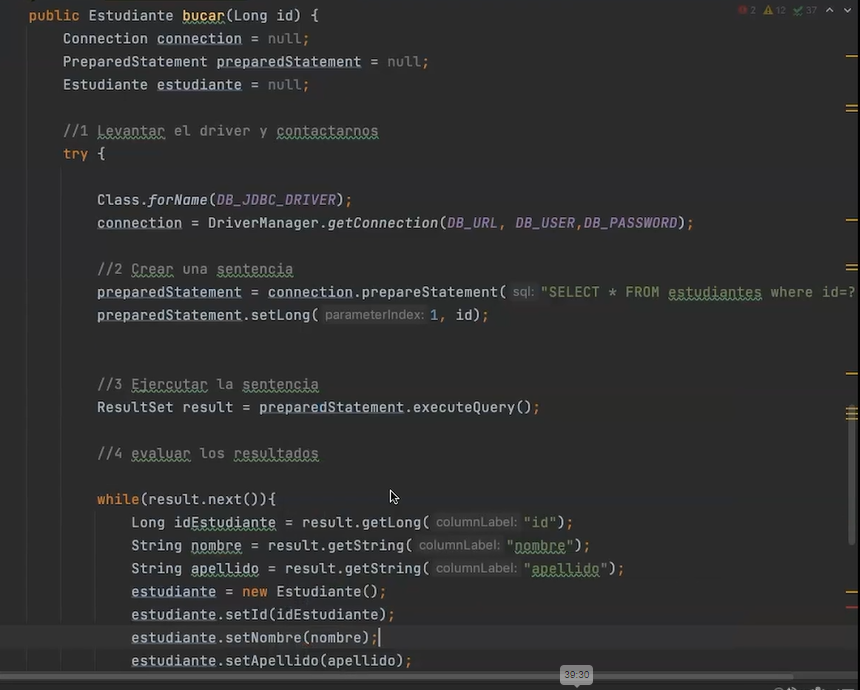 2 12 37
public Estudiante bucar(Long id) {
Connection connection = null;
PreparedStatement preparedStatement = null;
Estudiante estudiante = null;
//1 Levantar el driver y contactarnos
try {
Class.forName(DB_JDBC_DRIVER);
connection = DriverManager.getConnection(DB_URL, DB_USER,DB_PASSWORD);
//2 Crear una sentencia
preparedStatement = connection.prepareStatement( sql: "SELECT * FROM estudiantes where id=?
preparedStatement.setLong( parameterIndex: 1, id);
//3 Ejercutar la sentencia
ResultSet result = preparedStatement.executeQuery();
//4 evaluar los resultados
while(result.next()){
Long idEstudiante = result.getLong( columnLabel: "id");
String nombre = result.getString( columnLabel: "nombre");
String apellido = result.getString( columnLabel: "apellido");
estudiante = new Estudiante();
estudiante.setId(idEstudiante);
estudiante.setNombre(nombre);
estudiante.setApellido(apellido);
39:30